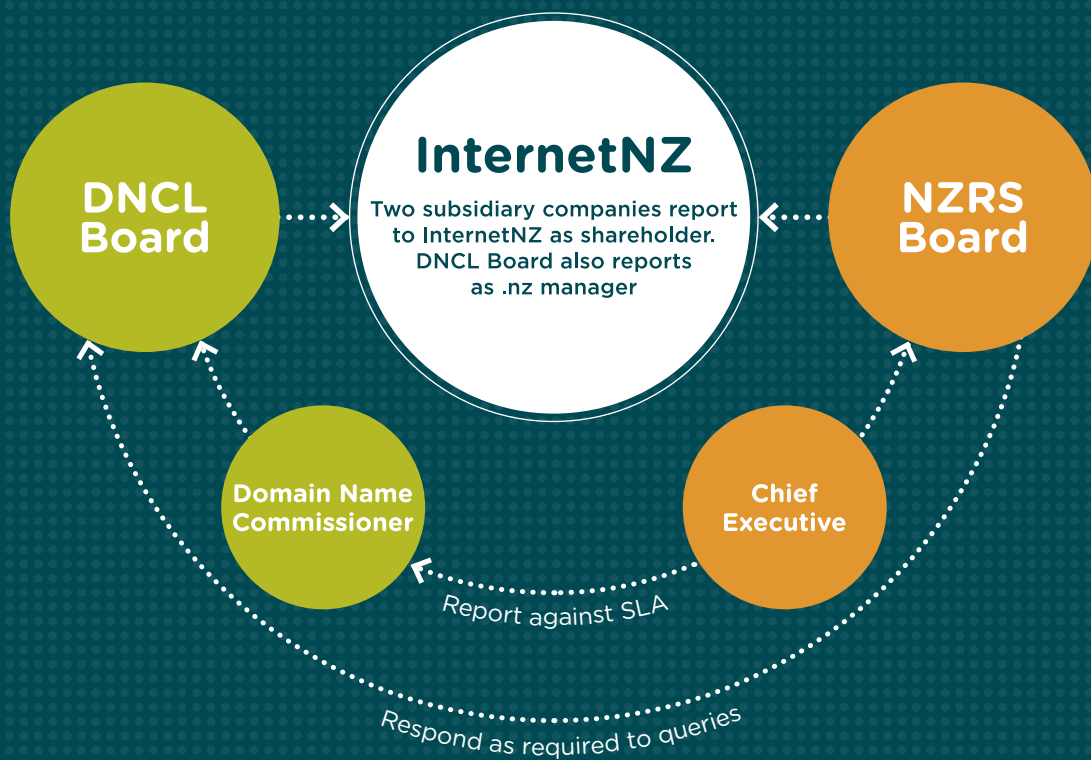 InternetNZ
Two subsidiary companies report
to InternetNZ as shareholder.
DNCL Board also reports
as .nz manager
DNCL
Board
NZRS
Board
Domain Name
Commissioner
Chief
Executive
Report against SLA
Respond as required to queries